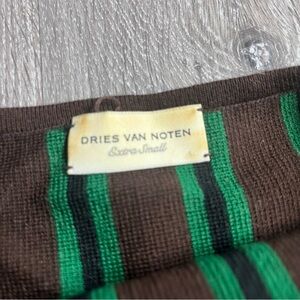 DRIES VAN NOTEN
Extra Small